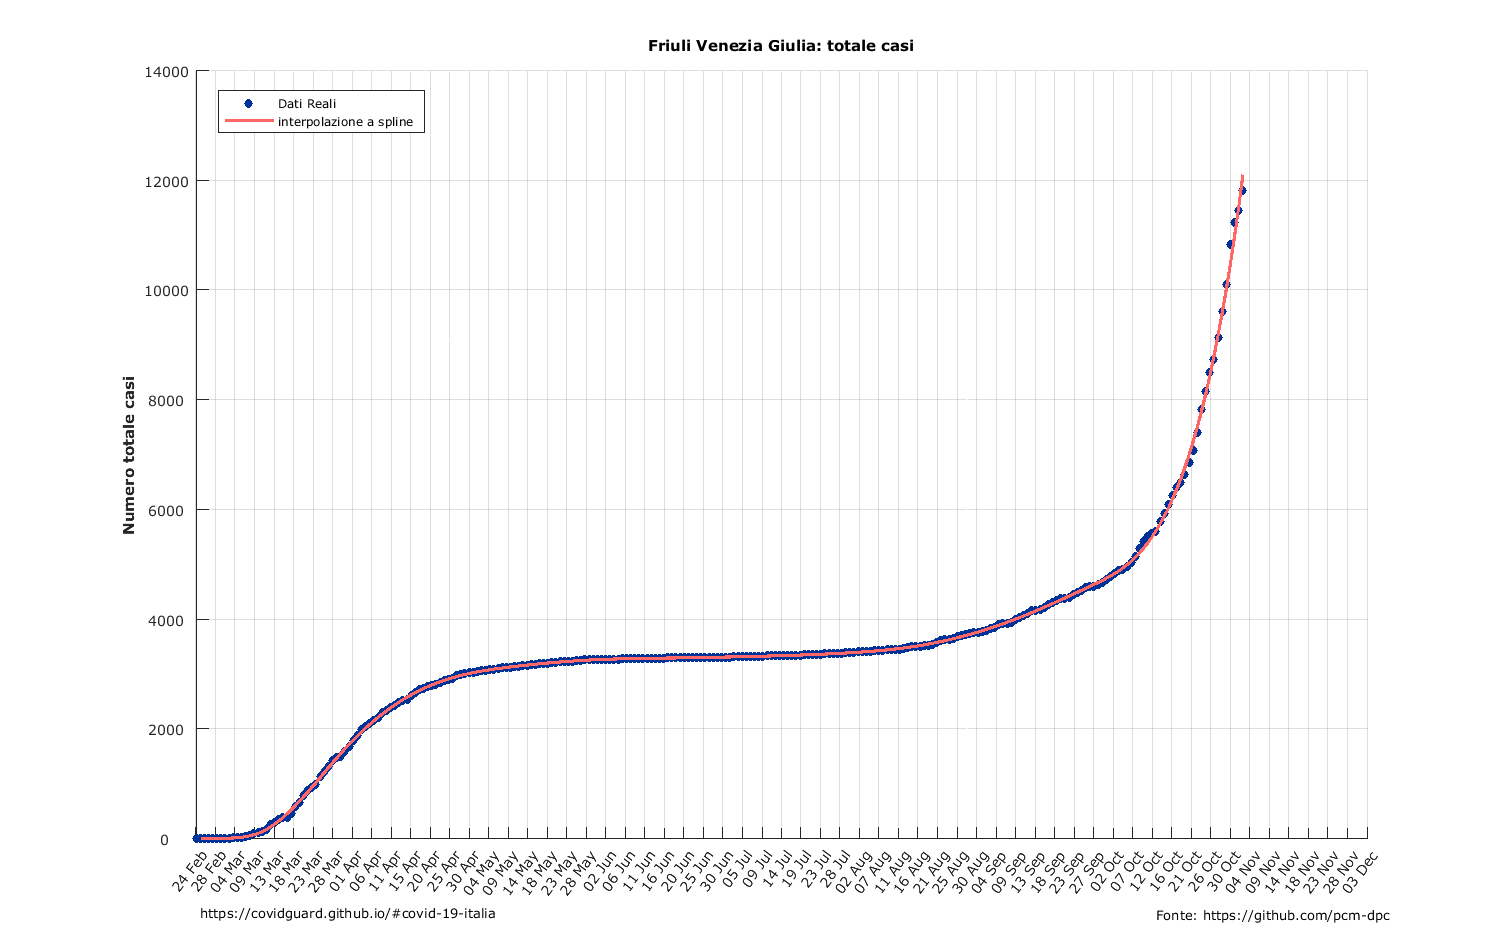 Friuli Venezia Giulia: totale casi
14000
12000
10000
8000
6000
4000
2000
0
Numero totale casi
Dati Reali
interpolazione a spline
24 Feb
28 Feb
04 Mar
09 Mar
13 Mar
18 Mar
23 Mar
28 Mar
01 Apr
06 Apr
11 Apr
15 Apr
20 Apr
25 Apr
30 Apr
04 May
09 May
14 May
18 May
23 May
28 May
02 Jun
06 Jun
11 Jun
16 Jun
20 Jun
25 Jun
30 Jun
05 Jul
09 Jul
14 Jul
19 Jul
23 Jul
28 Jul
02 Aug
07 Aug
11 Aug
16 Aug
21 Aug
25 Aug
30 Aug
04 Sep
09 Sep
13 Sep
18 Sep
23 Sep
27 Sep
02 Oct
07 Oct
12 Oct
16 Oct
21 Oct
26 Oct
30 Oct
04 Nov
09 Nov
14 Nov
18 Nov
23 Nov
28 Nov
03 Dec
https://covidguard.github.io/#covid-19-italia
Fonte: https://github.com/pcm-dpc